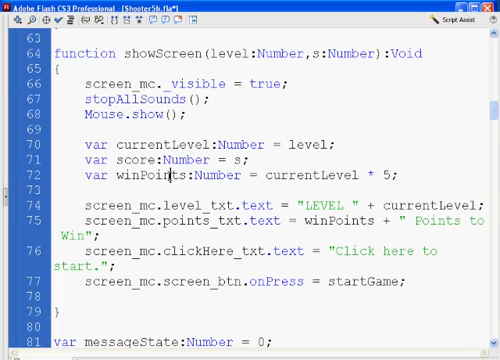 Adobe Flash CS3 Professional - [Shooter5b.fla*]
Script Assist
63
64 function showScreen(level:Number,s:Number):Void
65 {
66 screen_mc._visible = true;
67 stopAllSounds();
68 Mouse.show();
69
70 var currentLevel:Number = level;
71 var score:Number = s;
72 var winPoints:Number = currentLevel * 5;
73
74 screen_mc.level_txt.text = "LEVEL " + currentLevel;
75 screen_mc.points_txt.text = winPoints + " Points to
Win";
76 screen_mc.clickHere_txt.text = "Click here to
start.";
77 screen_mc.screen_btn.onPress = startGame;
78
79 }
80
81 var messageState:Number = 0;